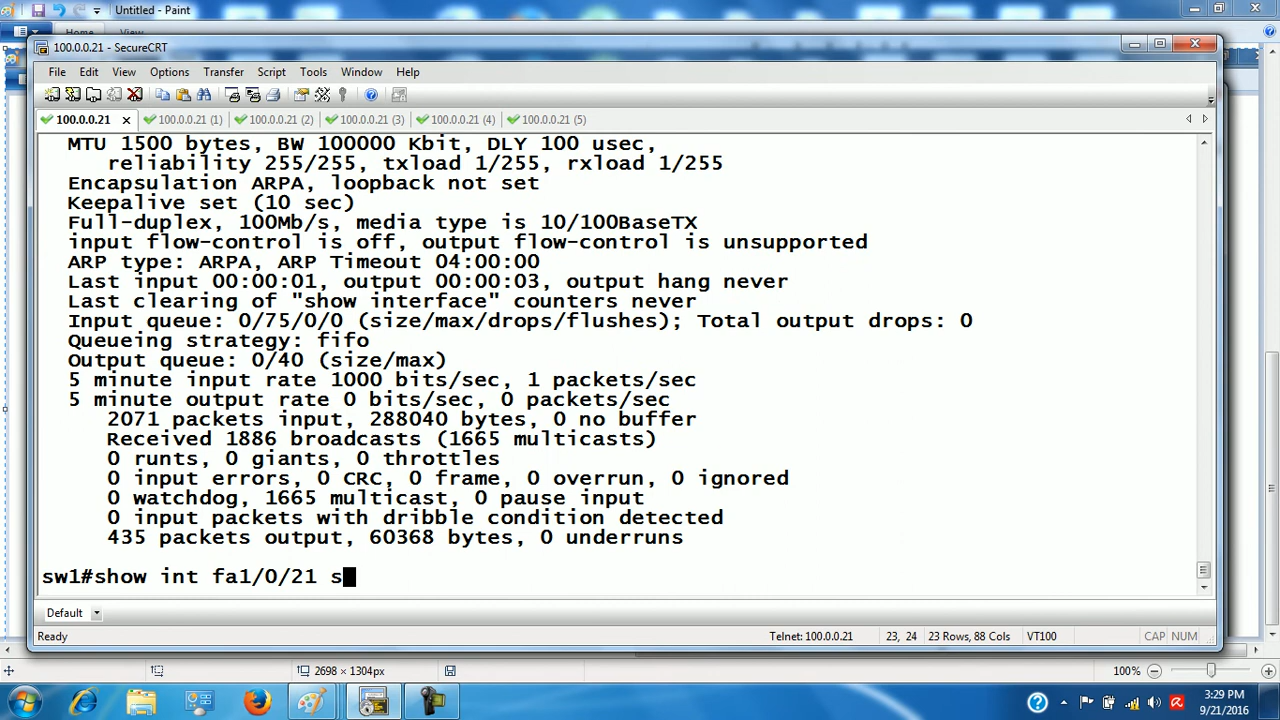 Untitled - Paint
Home
View
100.0.0.21 - SecureCRT
File Edit View Options Transfer Script Tools Window Help
100.0.0.21 100.0.0.21 (1) 100.0.0.21 (2) 100.0.0.21 (3) 100.0.0.21 (4) 100.0.0.21 (5)
MTU 1500 bytes, BW 100000 Kbit, DLY 100 usec,
reliability 255/255, txload 1/255, rxload 1/255
Encapsulation ARPA, loopback not set
Keepalive set (10 sec)
Full-duplex, 100Mb/s, media type is 10/100BaseTX
input flow-control is off, output flow-control is unsupported
ARP type: ARPA, ARP Timeout 04:00:00
Last input 00:00:01, output 00:00:03, output hang never
Last clearing of "show interface" counters never
Input queue: 0/75/0/0 (size/max/drops/flushes); Total output drops: 0
Queueing strategy: fifo
Output queue: 0/40 (size/max)
5 minute input rate 1000 bits/sec, 1 packets/sec
5 minute output rate 0 bits/sec, 0 packets/sec
2071 packets input, 288040 bytes, 0 no buffer
Received 1886 broadcasts (1665 multicasts)
0 runts, 0 giants, 0 throttles
0 input errors, 0 CRC, 0 frame, 0 overrun, 0 ignored
0 watchdog, 1665 multicast, 0 pause input
0 input packets with dribble condition detected
435 packets output, 60368 bytes, 0 underruns
sw1#show int fa1/0/21 s
Default
Ready Telnet: 100.0.0.21 23, 24 23 Rows, 88 Cols VT100 CAP NUM
2698 × 1304px 100%
3:29 PM
9/21/2016